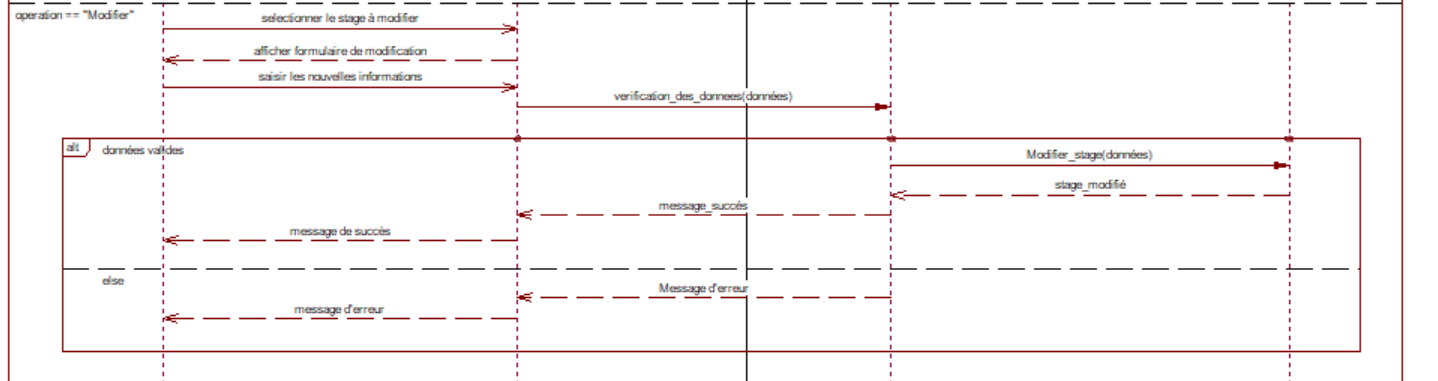 operation == "Modifier"
selectionner le stage à modifier
afficher formulaire de modification
saisir les nouvelles informations
verification_des_donnees(données)
alt
données valides
Modifier_stage(données)
stage_modifié
message_succès
message de succès
else
Message d'erreur
message d'erreur